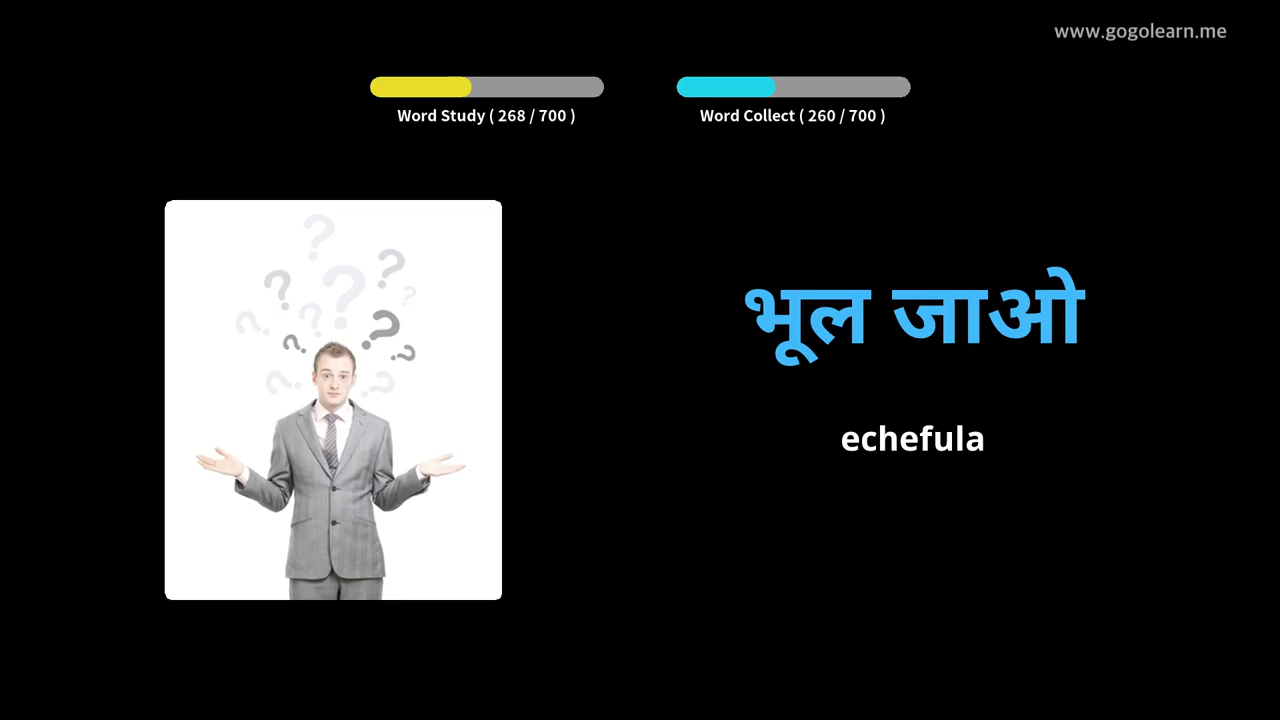 www.gogolearn.me
Word Study ( 268 / 700 )
Word Collect ( 260 / 700 )
भूल जाओ
echefula